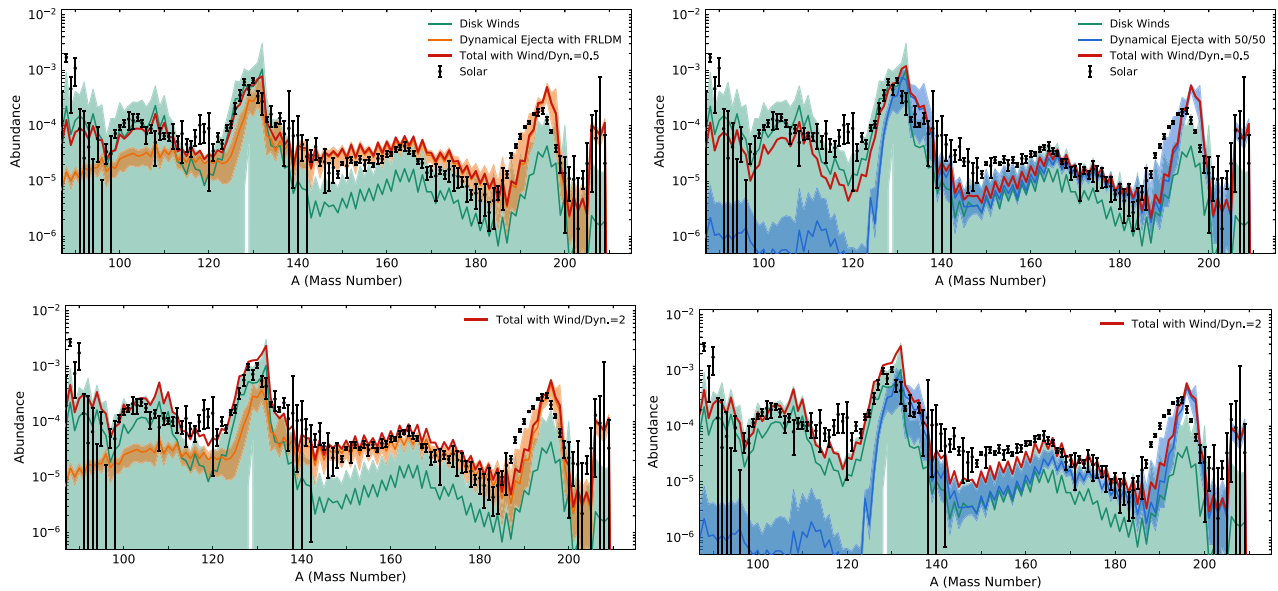 10⁻²
10⁻³
10⁻⁴
10⁻⁵
10⁻⁶
Abundance
Disk Winds
Dynamical Ejecta with FRLDM
Total with Wind/Dyn.=0.5
Solar
100 120 140 160 180 200
A (Mass Number)
10⁻²
10⁻³
10⁻⁴
10⁻⁵
10⁻⁶
Abundance
Disk Winds
Dynamical Ejecta with 50/50
Total with Wind/Dyn.=0.5
Solar
100 120 140 160 180 200
A (Mass Number)
10⁻²
10⁻³
10⁻⁴
10⁻⁵
10⁻⁶
Abundance
Total with Wind/Dyn.=2
100 120 140 160 180 200
A (Mass Number)
10⁻²
10⁻³
10⁻⁴
10⁻⁵
10⁻⁶
Abundance
Total with Wind/Dyn.=2
100 120 140 160 180 200
A (Mass Number)